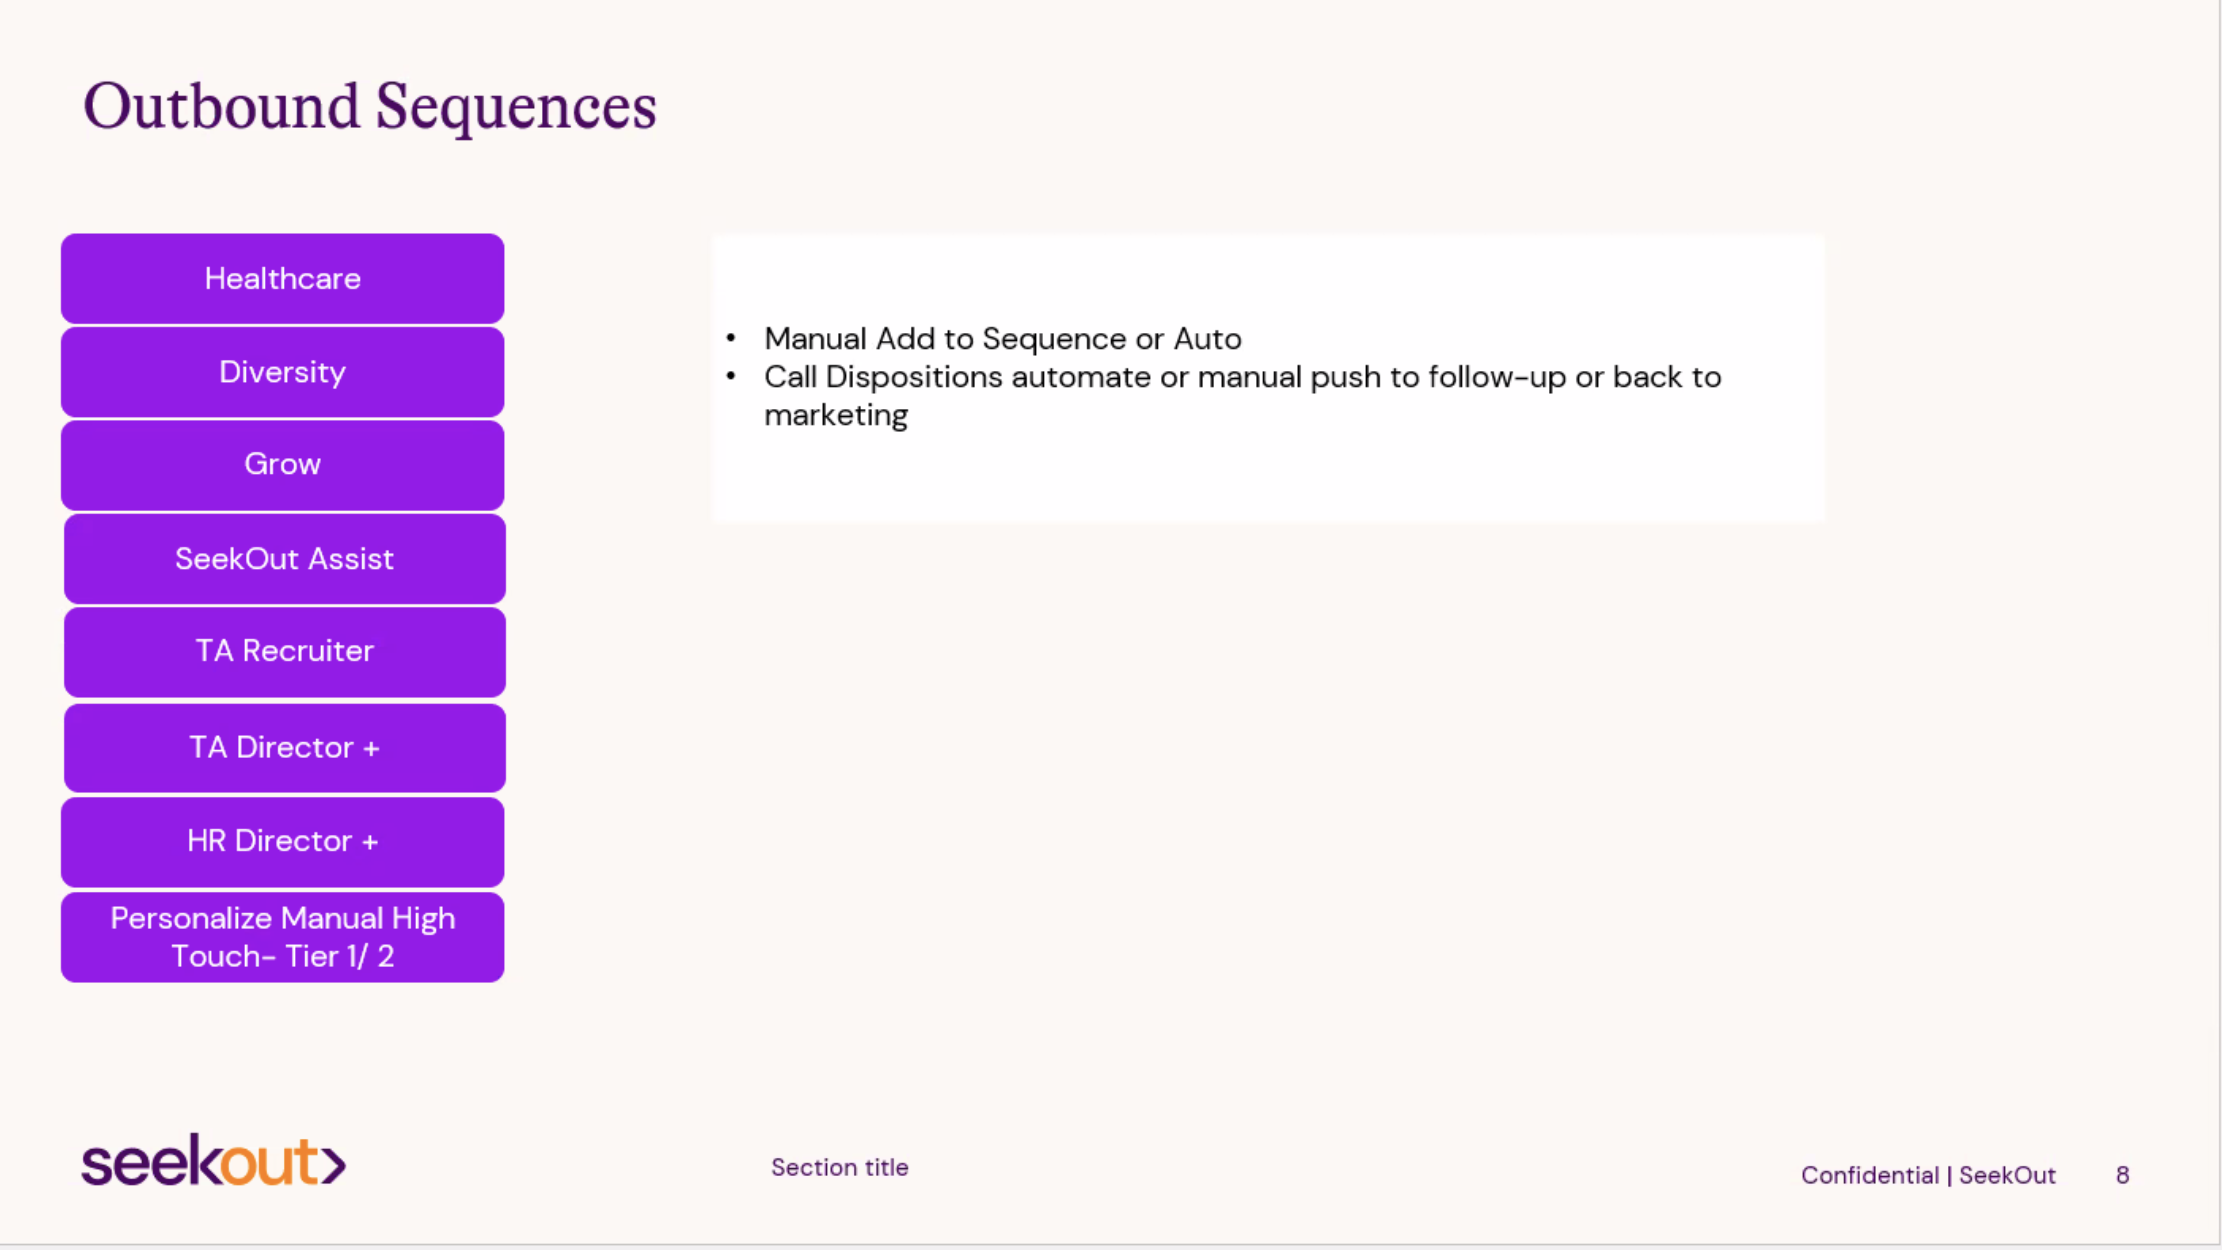 Outbound Sequences
Healthcare
Diversity
Grow
SeekOut Assist
TA Recruiter
TA Director +
HR Director +
Personalize Manual High
Touch- Tier 1/ 2
• Manual Add to Sequence or Auto
• Call Dispositions automate or manual push to follow-up or back to
marketing
seekout>
Section title
Confidential | SeekOut
8